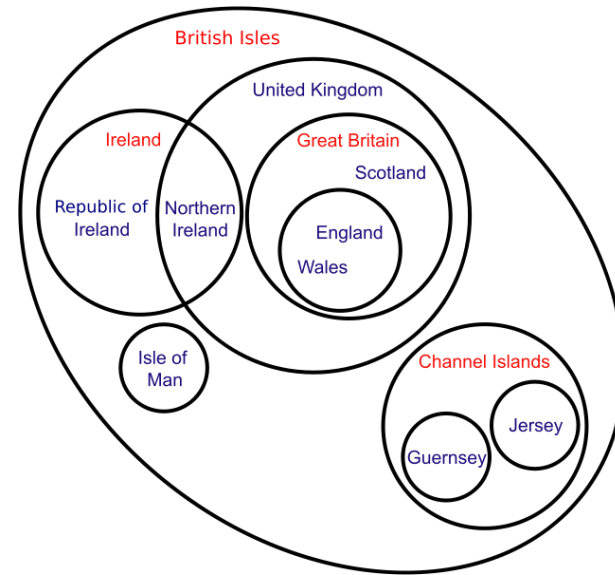 British Isles
United Kingdom
Ireland
Great Britain
Scotland
Republic of
Ireland
Northern
Ireland
England
Wales
Isle of
Man
Channel Islands
Jersey
Guernsey